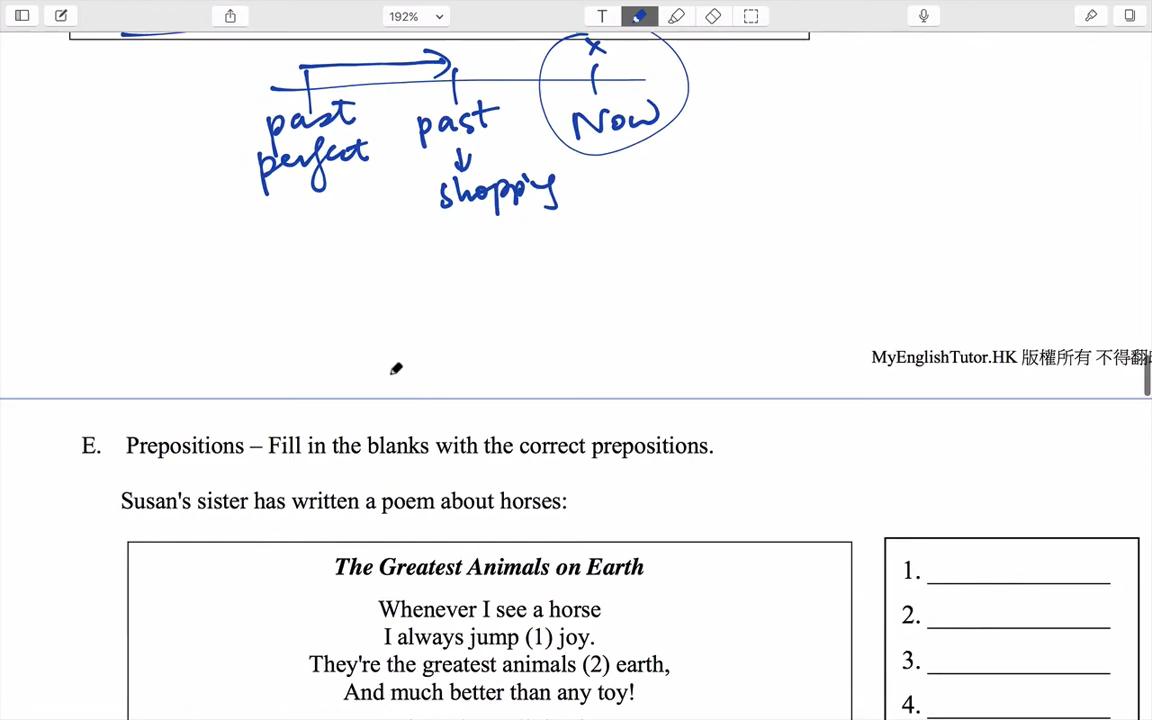 192%
T
x
past past Now
perfect
shopping
MyEnglishTutor.HK 版權所有 不得翻
E. Prepositions – Fill in the blanks with the correct prepositions.
Susan's sister has written a poem about horses:
The Greatest Animals on Earth
Whenever I see a horse
I always jump (1) joy.
They're the greatest animals (2) earth,
And much better than any toy!
1.
2.
3.
4.